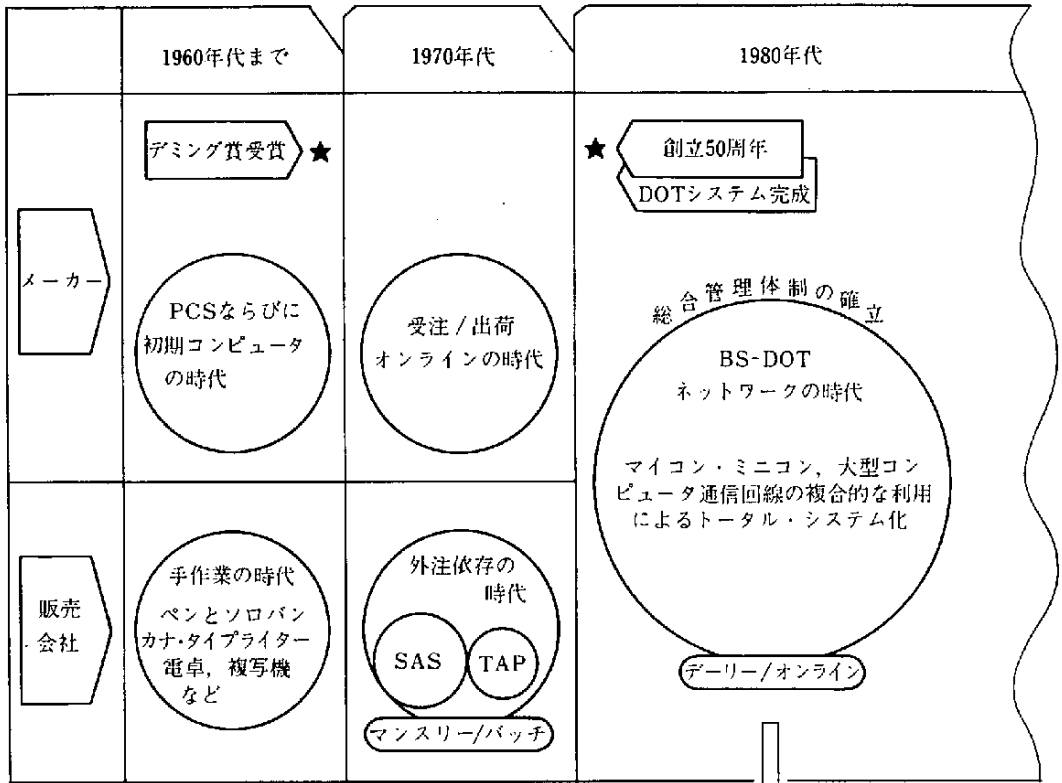 1960年代まで
1970年代
1980年代
メーカー
デミング賞受賞
★
★
創立50周年
DOTシステム完成
PCSならびに
初期コンピュータ
の時代
受注/出荷
オンラインの時代
総合管理体制の確立
BS-DOT
ネットワークの時代
マイコン・ミニコン,大型コン
ピュータ通信回線の複合的な利用
によるトータル・システム化
デーリー/オンライン
販売
会社
手作業の時代
ペンとソロバン
カナ・タイプライター
電卓,複写機
など
外注依存の
時代
SAS
TAP
マンスリー/バッチ